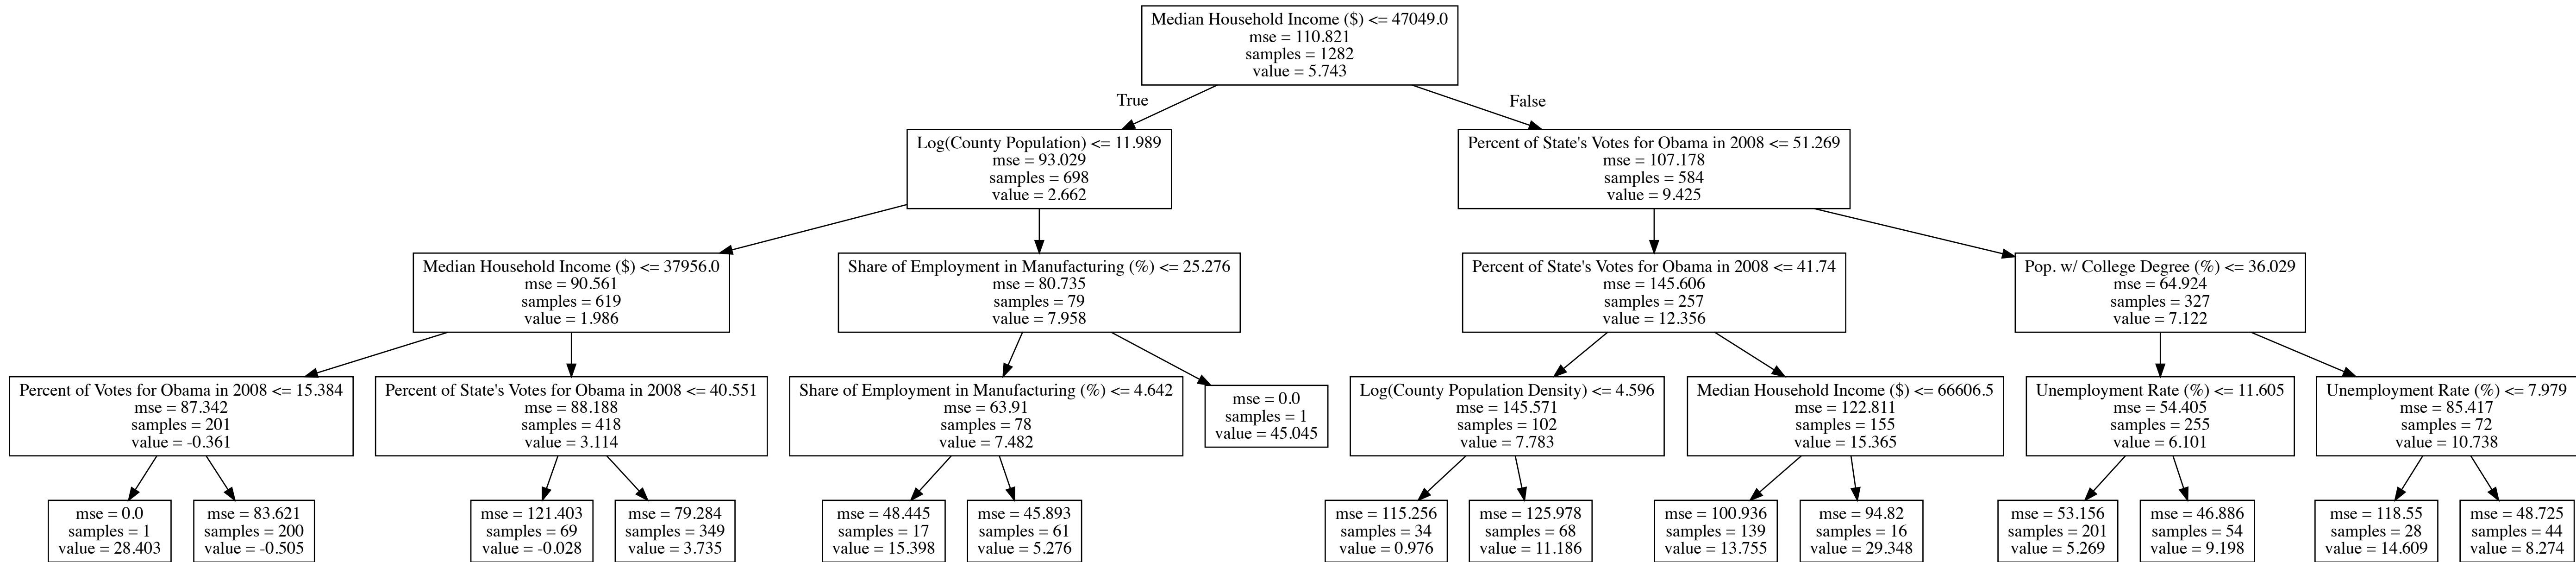 Median Household Income ($) <= 47049.0
mse = 110.821
samples = 1282
value = 5.743
True
False
Log(County Population) <= 11.989
mse = 93.029
samples = 698
value = 2.662
Percent of State's Votes for Obama in 2008 <= 51.269
mse = 107.178
samples = 584
value = 9.425
Median Household Income ($) <= 37956.0
mse = 90.561
samples = 619
value = 1.986
Share of Employment in Manufacturing (%) <= 25.276
mse = 80.735
samples = 79
value = 7.958
Percent of State's Votes for Obama in 2008 <= 41.74
mse = 145.606
samples = 257
value = 12.356
Pop. w/ College Degree (%) <= 36.029
mse = 64.924
samples = 327
value = 7.122
Percent of Votes for Obama in 2008 <= 15.384
mse = 87.342
samples = 201
value = -0.361
Percent of State's Votes for Obama in 2008 <= 40.551
mse = 88.188
samples = 418
value = 3.114
Share of Employment in Manufacturing (%) <= 4.642
mse = 63.91
samples = 78
value = 7.482
mse = 0.0
samples = 1
value = 45.045
Log(County Population Density) <= 4.596
mse = 145.571
samples = 102
value = 7.783
Median Household Income ($) <= 66606.5
mse = 122.811
samples = 155
value = 15.365
Unemployment Rate (%) <= 11.605
mse = 54.405
samples = 255
value = 6.101
Unemployment Rate (%) <= 7.979
mse = 85.417
samples = 72
value = 10.738
mse = 0.0
samples = 1
value = 28.403
mse = 83.621
samples = 200
value = -0.505
mse = 121.403
samples = 69
value = -0.028
mse = 79.284
samples = 349
value = 3.735
mse = 48.445
samples = 17
value = 15.398
mse = 45.893
samples = 61
value = 5.276
mse = 115.256
samples = 34
value = 0.976
mse = 125.978
samples = 68
value = 11.186
mse = 100.936
samples = 139
value = 13.755
mse = 94.82
samples = 16
value = 29.348
mse = 53.156
samples = 201
value = 5.269
mse = 46.886
samples = 54
value = 9.198
mse = 118.55
samples = 28
value = 14.609
mse = 48.725
samples = 44
value = 8.274